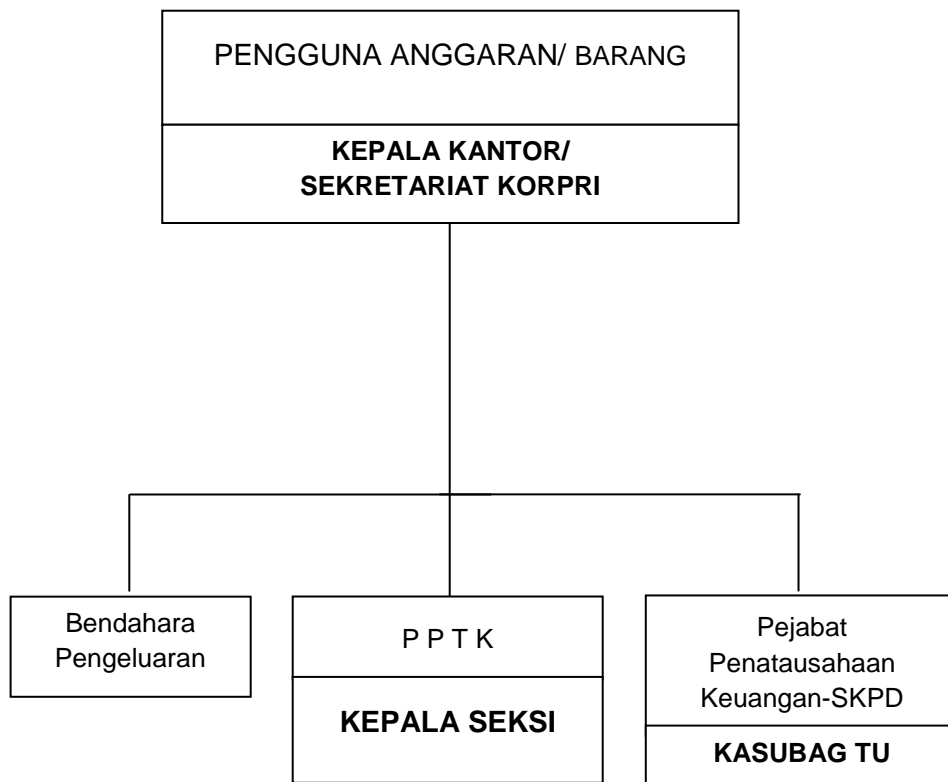 PENGGUNA ANGGARAN/ BARANG
KEPALA KANTOR/
SEKRETARIAT KORPRI
Bendahara
Pengeluaran
P P T K
KEPALA SEKSI
Pejabat
Penatausahaan
Keuangan-SKPD
KASUBAG TU